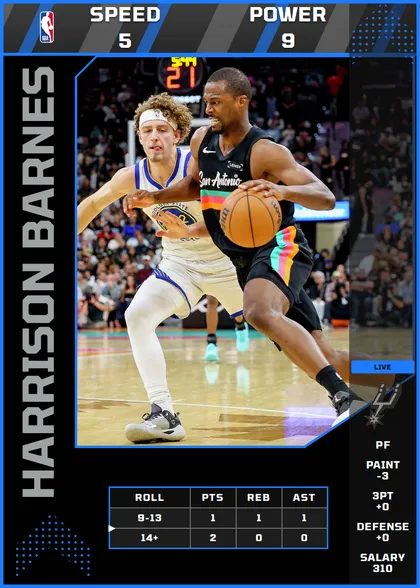 SPEED
5
POWER
9
HARRISON BARNES
21
San Antonio
LIVE
PF
PAINT
-3
3PT
+0
DEFENSE
+0
SALARY
310
ROLL PTS REB AST
9-13 1 1 1
14+ 2 0 0